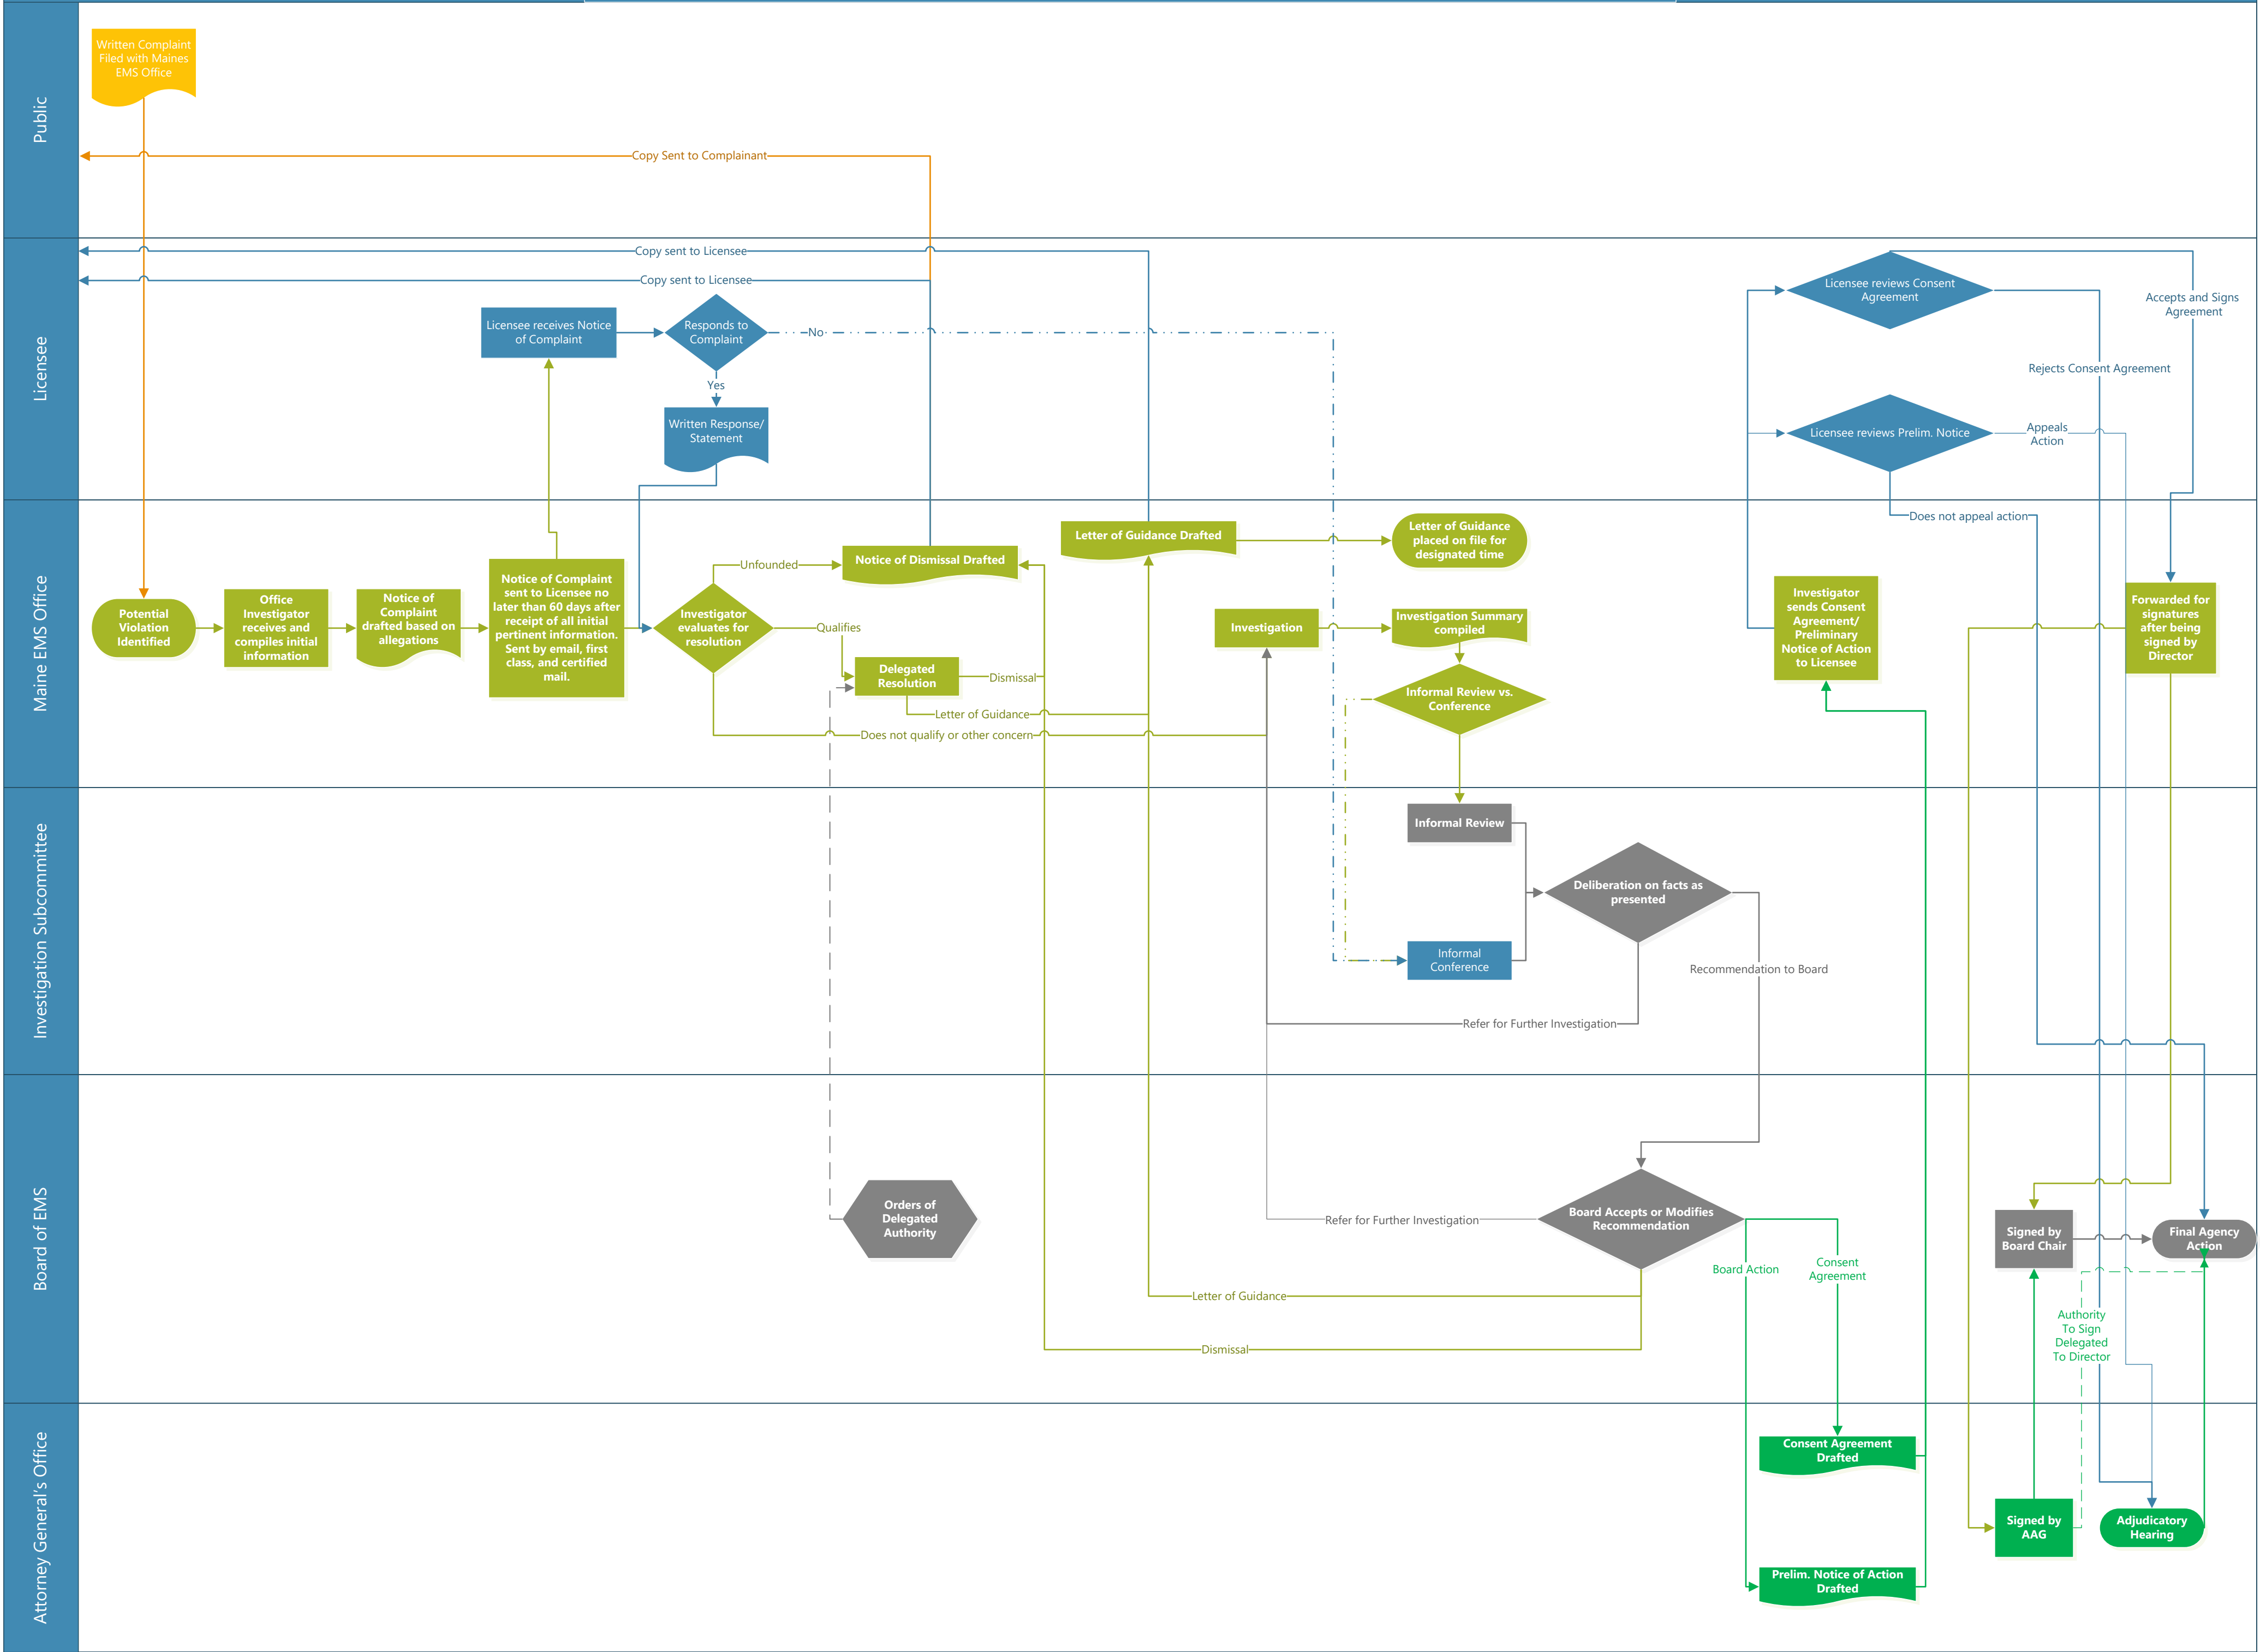 Public
Written Complaint
Filed with Maines
EMS Office
Copy Sent to Complainant
Licensee
Copy sent to Licensee
Copy sent to Licensee
Licensee receives Notice
of Complaint
Responds to
Complaint
No
Yes
Written Response/
Statement
Licensee reviews Consent
Agreement
Accepts and Signs
Agreement
Rejects Consent Agreement
Licensee reviews Prelim. Notice
Appeals
Action
Does not appeal action
Maine EMS Office
Potential
Violation
Identified
Office
Investigator
receives and
compiles initial
information
Notice of
Complaint
drafted based on
allegations
Notice of Complaint
sent to Licensee no
later than 60 days after
receipt of all initial
pertinent information.
Sent by email, first
class, and certified
mail.
Investigator
evaluates for
resolution
Unfounded
Qualifies
Notice of Dismissal Drafted
Delegated
Resolution
Dismissal
Letter of Guidance
Does not qualify or other concern
Letter of Guidance Drafted
Letter of Guidance
placed on file for
designated time
Investigation
Investigation Summary
compiled
Informal Review vs.
Conference
Investigator
sends Consent
Agreement/
Preliminary
Notice of Action
to Licensee
Forwarded for
signatures
after being
signed by
Director
Investigation Subcommittee
Informal Review
Deliberation on facts as
presented
Informal
Conference
Recommendation to Board
Refer for Further Investigation
Board of EMS
Orders of
Delegated
Authority
Refer for Further Investigation
Board Accepts or Modifies
Recommendation
Board Action
Consent
Agreement
Letter of Guidance
Dismissal
Signed by
Board Chair
Final Agency
Action
Authority
To Sign
Delegated
To Director
Attorney General's Office
Consent Agreement
Drafted
Signed by
AAG
Adjudicatory
Hearing
Prelim. Notice of Action
Drafted